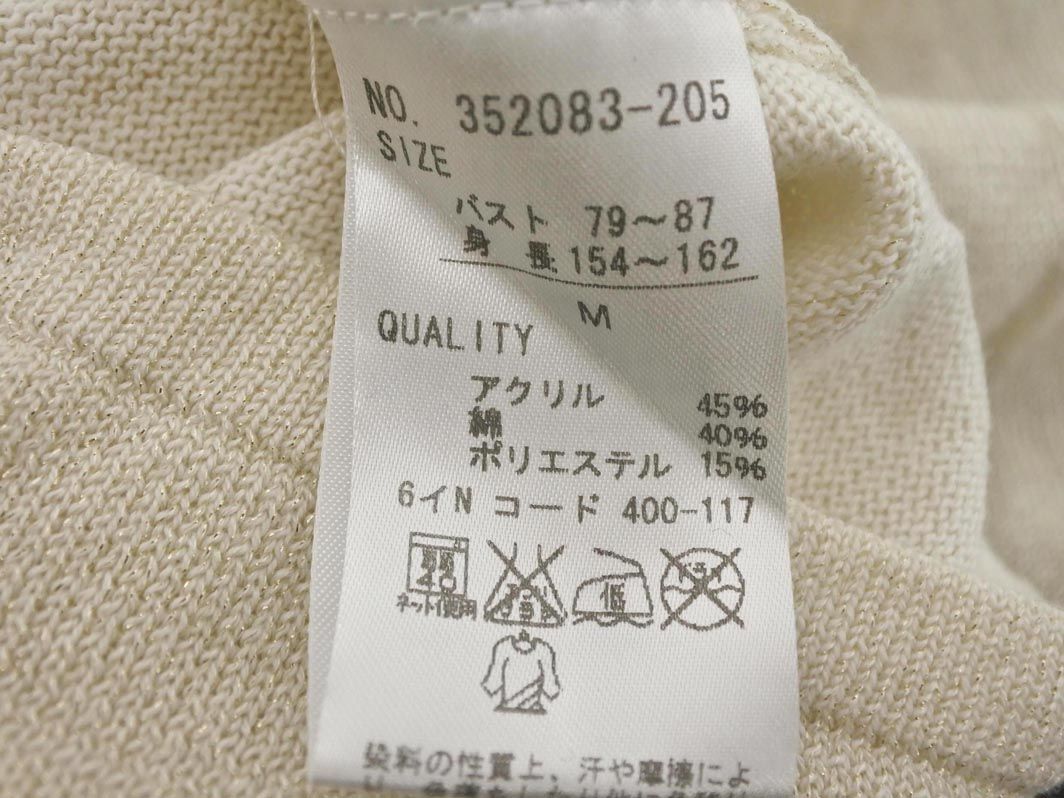 NO. 352083-205
SIZE
バスト 79～87
身 長 154～162
M
QUALITY
アクリル 45%
綿 40%
ポリエステル 15%
6イN コード 400-117
弱 40
ネット使用
低
染料の性質上、汗や摩擦によ